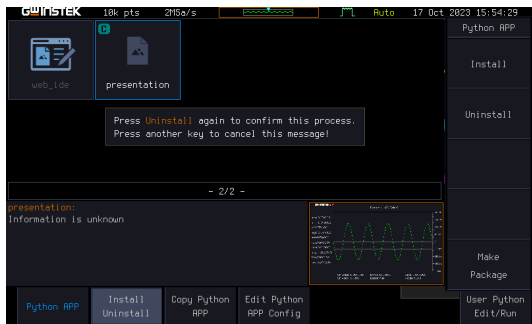 GWINSTEK 10k pts 2MSa/s Auto 17 Oct 2023 15:54:29
Python APP
Install
Uninstall
Make
Package
User Python
Edit/Run
C
web_ide
presentation
Press Uninstall again to confirm this process.
Press another key to cancel this message!
- 2/2 -
presentation:
Information is unknown
Python APP
Install
Uninstall
Copy Python
APP
Edit Python
APP Config